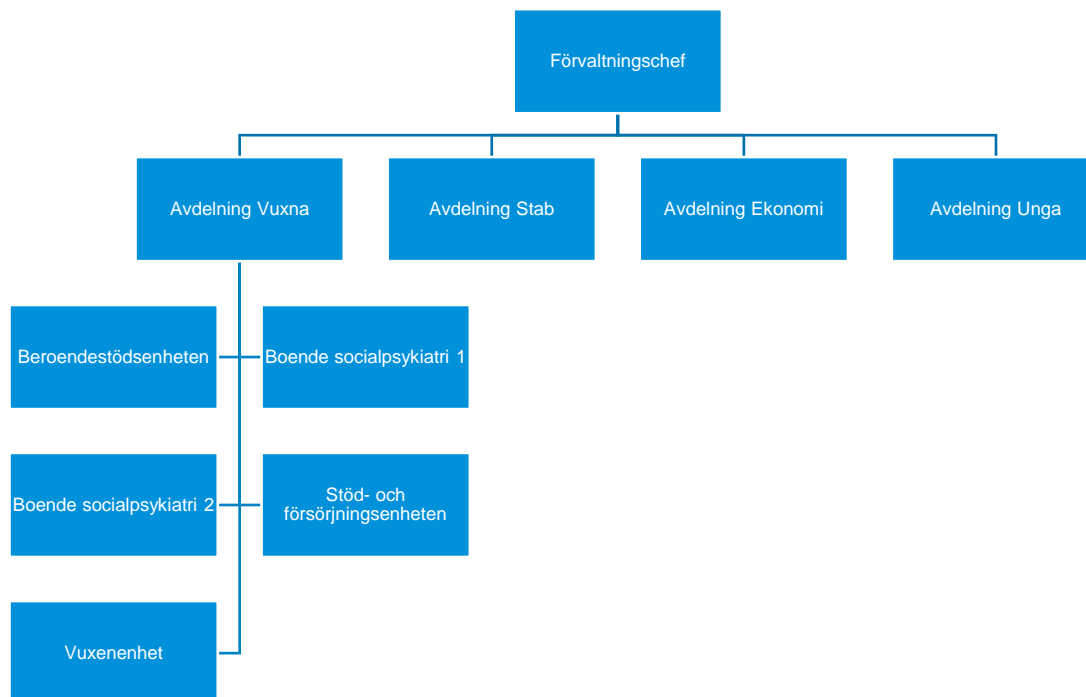 Förvaltningschef
Avdelning Vuxna
Avdelning Stab
Avdelning Ekonomi
Avdelning Unga
Beroendestödsenheten
Boende socialpsykiatri 1
Boende socialpsykiatri 2
Stöd- och
försörjningsenheten
Vuxenenhet